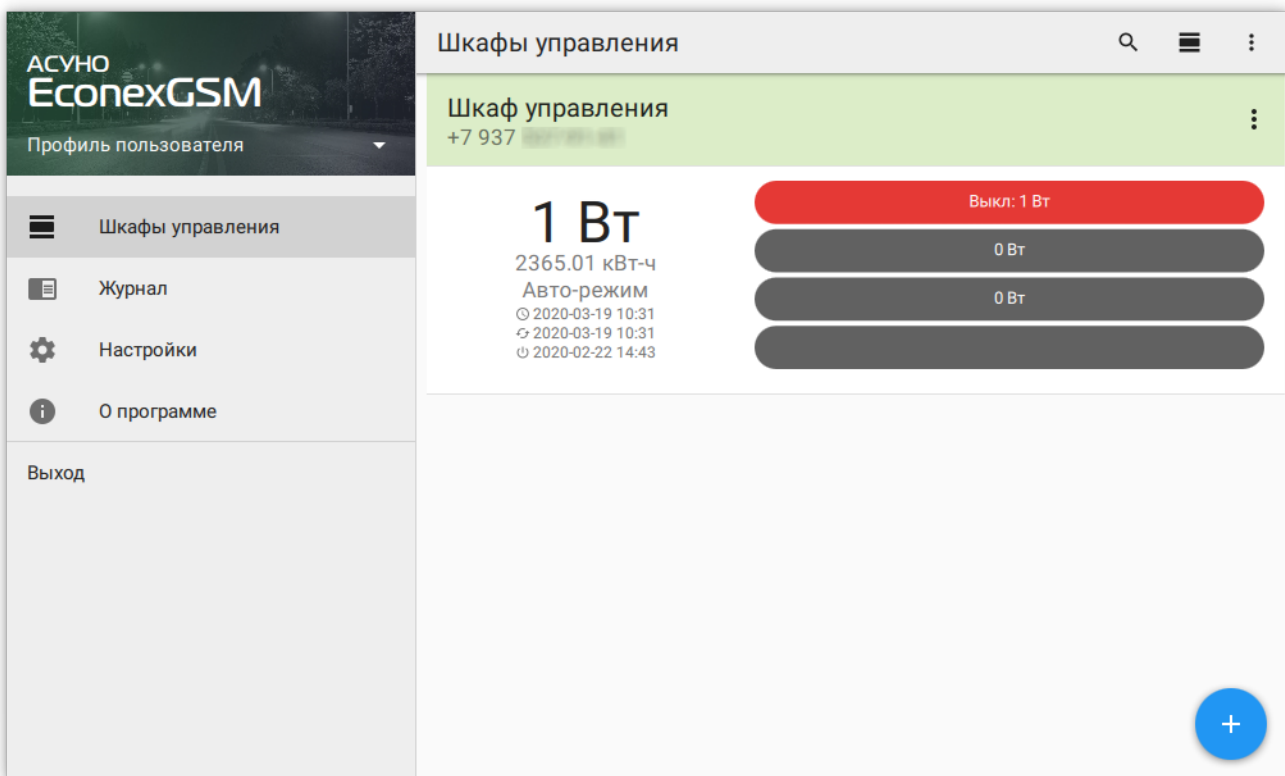 АСУНО
EconexGSM
Профиль пользователя
Шкафы управления
Журнал
Настройки
О программе
Выход
Шкафы управления
Шкаф управления
+7 937
1 Вт
2365.01 кВт-ч
Авто-режим
2020-03-19 10:31
2020-03-19 10:31
2020-02-22 14:43
Выкл: 1 Вт
0 Вт
0 Вт